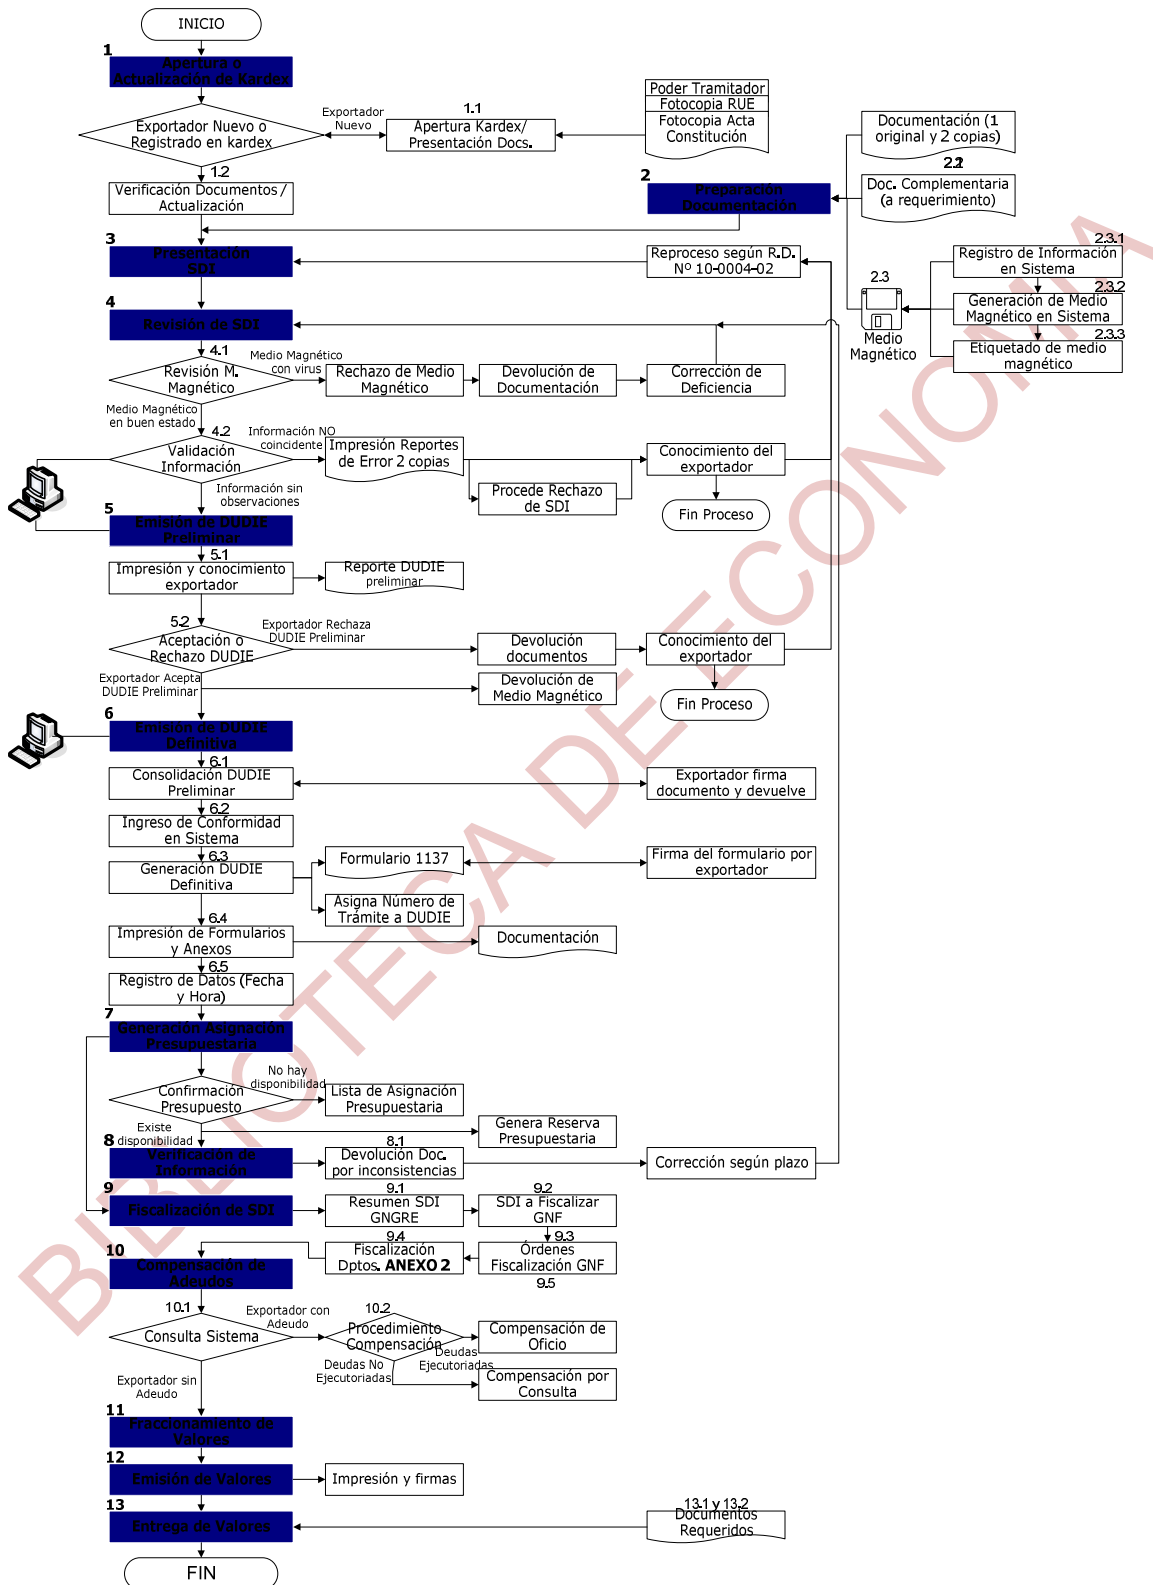 INICIO
1
Apertura o
Actualización de Kardex
Exportador Nuevo o
Registrado en kardex
Exportador
Nuevo
1.1
Apertura Kardex/
Presentación Docs.
Poder Tramitador
Fotocopia RUE
Fotocopia Acta
Constitución
Documentación (1
original y 2 copias)
1.2
Verificación Documentos /
Actualización
2
Preparación
Documentación
Doc. Complementaria
(a requerimiento)
3
Presentación
SDI
Reproceso según R.D.
Nº 10-0004-02
2.3.1
Registro de Información
en Sistema
2.3
Medio
Magnético
2.3.2
Generación de Medio
Magnético en Sistema
2.3.3
Etiquetado de medio
magnético
4
Revisión de SDI
4.1
Revisión M.
Magnético
Medio Magnético
con virus
Rechazo de Medio
Magnético
Devolución de
Documentación
Corrección de
Deficiencia
Medio Magnético
en buen estado
4.2
Validación
Información
Información NO
coincidente
Impresión Reportes
de Error 2 copias
Conocimiento del
exportador
Procede Rechazo
de SDI
Fin Proceso
Información sin
observaciones
5
Emisión de DUDIE
Preliminar
5.1
Impresión y conocimiento
exportador
Reporte DUDIE
preliminar
5.2
Aceptación o
Rechazo DUDIE
Exportador Rechaza
DUDIE Preliminar
Devolución
documentos
Conocimiento del
exportador
Exportador Acepta
DUDIE Preliminar
Devolución de
Medio Magnético
Fin Proceso
6
Emisión de DUDIE
Definitiva
6.1
Consolidación DUDIE
Preliminar
Exportador firma
documento y devuelve
6.2
Ingreso de Conformidad
en Sistema
6.3
Generación DUDIE
Definitiva
Formulario 1137
Firma del formulario por
exportador
Asigna Número de
Trámite a DUDIE
6.4
Impresión de Formularios
y Anexos
Documentación
6.5
Registro de Datos (Fecha
y Hora)
7
Generación Asignación
Presupuestaria
Confirmación
Presupuesto
No hay
disponibilidad
Lista de Asignación
Presupuestaria
Existe
disponibilidad
Genera Reserva
Presupuestaria
8
Verificación de
Información
8.1
Devolución Doc.
por inconsistencias
Corrección según plazo
9
Fiscalización de SDI
9.1
Resumen SDI
GNGRE
9.2
SDI a Fiscalizar
GNF
9.3
Órdenes
Fiscalización GNF
9.4
Fiscalización
Dptos. ANEXO 2
9.5
10
Compensación de
Adeudos
10.1
Consulta Sistema
Exportador con
Adeudo
10.2
Procedimiento
Compensación
Compensación de
Oficio
Deudas
Ejecutoriadas
Deudas No
Ejecutoriadas
Compensación por
Consulta
Exportador sin
Adeudo
11
Fraccionamiento de
Valores
12
Emisión de Valores
Impresión y firmas
13
Entrega de Valores
13.1 y 13.2
Documentos
Requeridos
FIN
BIBLIOTECA DE ECONOMIA